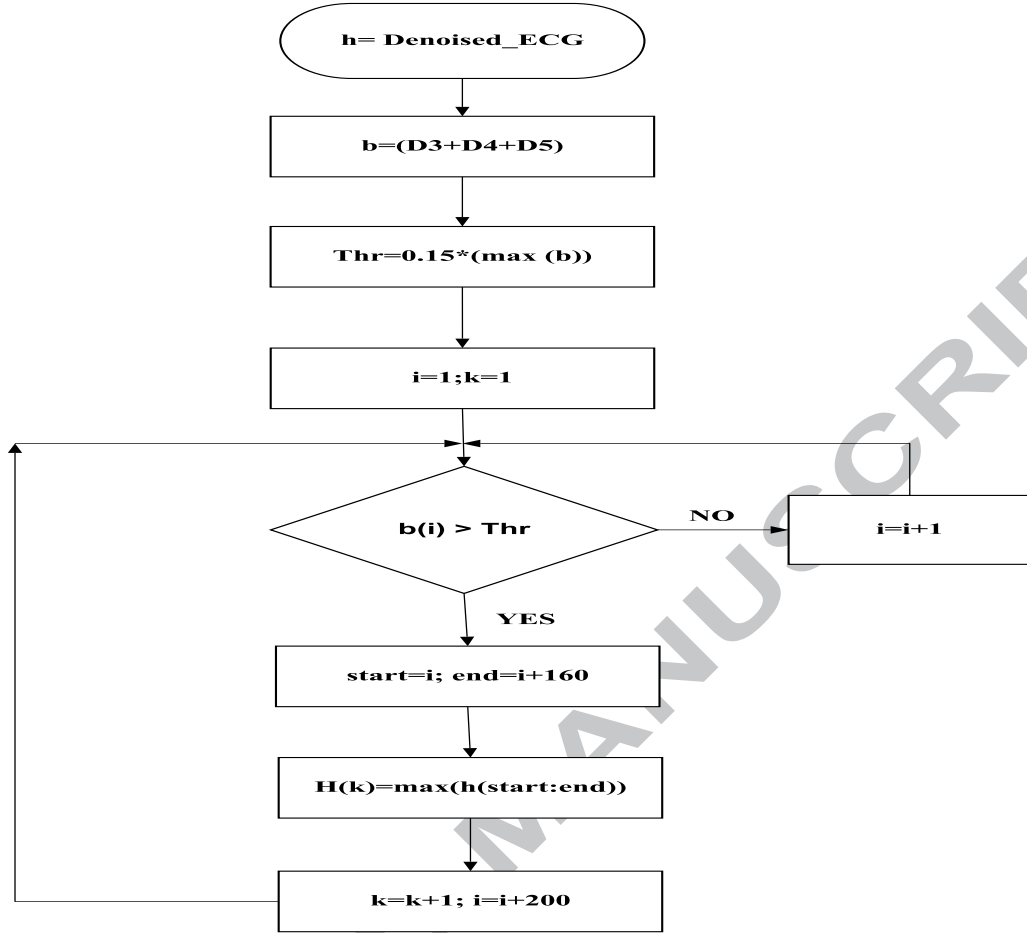 h= Denoised_ECG
b=(D3+D4+D5)
Thr=0.15*(max (b))
i=1;k=1
b(i) > Thr
NO
i=i+1
YES
start=i; end=i+160
H(k)=max(h(start:end))
k=k+1; i=i+200
MANUSCRIP